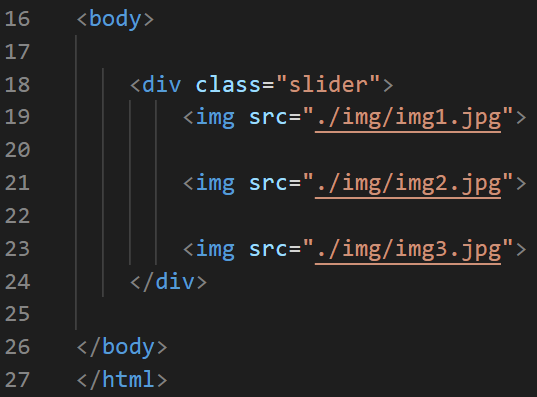 16 <body>
17
18 <div class="slider">
19 <img src="./img/img1.jpg">
20
21 <img src="./img/img2.jpg">
22
23 <img src="./img/img3.jpg">
24 </div>
25
26 </body>
27 </html>